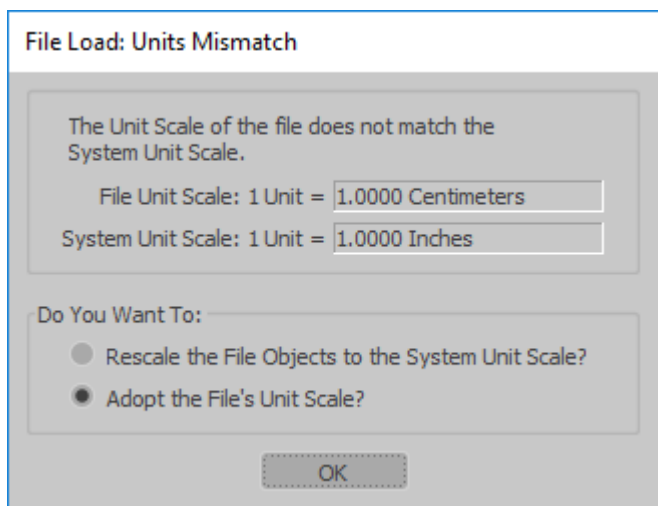 File Load: Units Mismatch
The Unit Scale of the file does not match the
System Unit Scale.
File Unit Scale: 1 Unit = 1.0000 Centimeters
System Unit Scale: 1 Unit = 1.0000 Inches
Do You Want To:
Rescale the File Objects to the System Unit Scale?
Adopt the File's Unit Scale?
OK